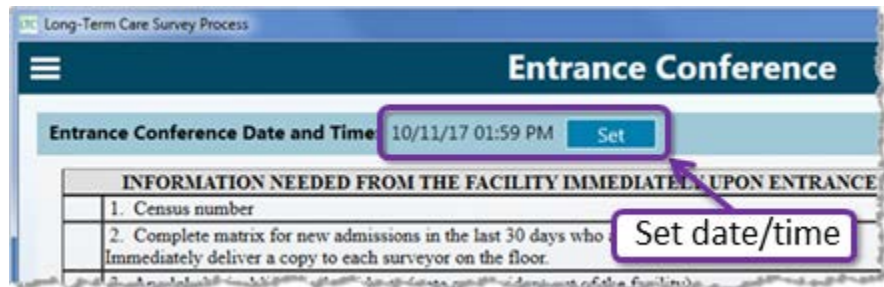 LTC Long-Term Care Survey Process
Entrance Conference
Entrance Conference Date and Time: 10/11/17 01:59 PM Set
INFORMATION NEEDED FROM THE FACILITY IMMEDIATELY UPON ENTRANCE
1. Census number
2. Complete matrix for new admissions in the last 30 days who a
Immediately deliver a copy to each surveyor on the floor.
Set date/time